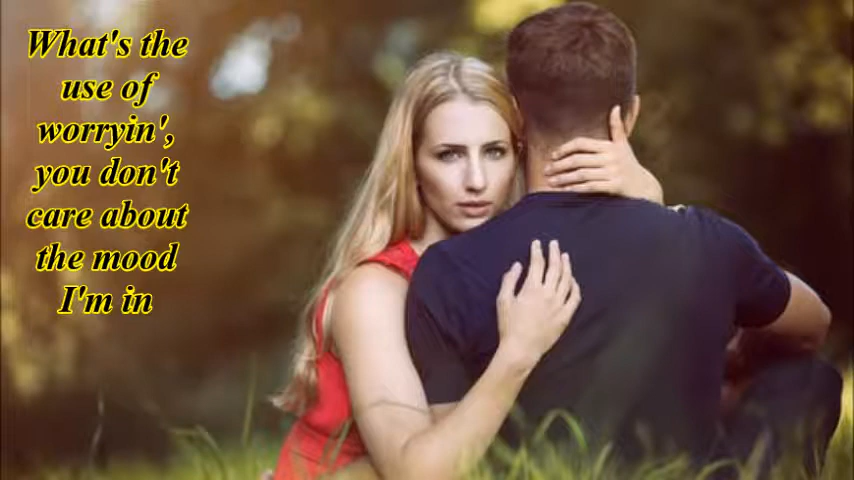 What's the
use of
worryin',
you don't
care about
the mood
I'm in